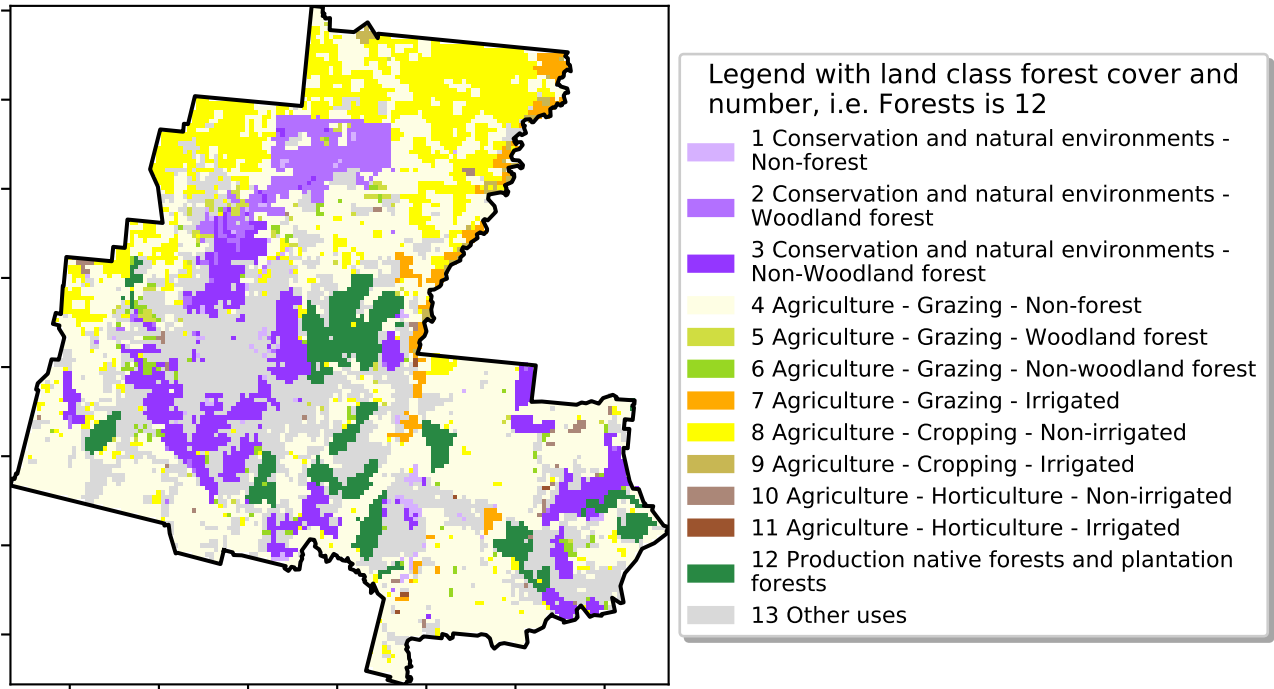 Legend with land class forest cover and
number, i.e. Forests is 12
1 Conservation and natural environments -
Non-forest
2 Conservation and natural environments -
Woodland forest
3 Conservation and natural environments -
Non-Woodland forest
4 Agriculture - Grazing - Non-forest
5 Agriculture - Grazing - Woodland forest
6 Agriculture - Grazing - Non-woodland forest
7 Agriculture - Grazing - Irrigated
8 Agriculture - Cropping - Non-irrigated
9 Agriculture - Cropping - Irrigated
10 Agriculture - Horticulture - Non-irrigated
11 Agriculture - Horticulture - Irrigated
12 Production native forests and plantation
forests
13 Other uses